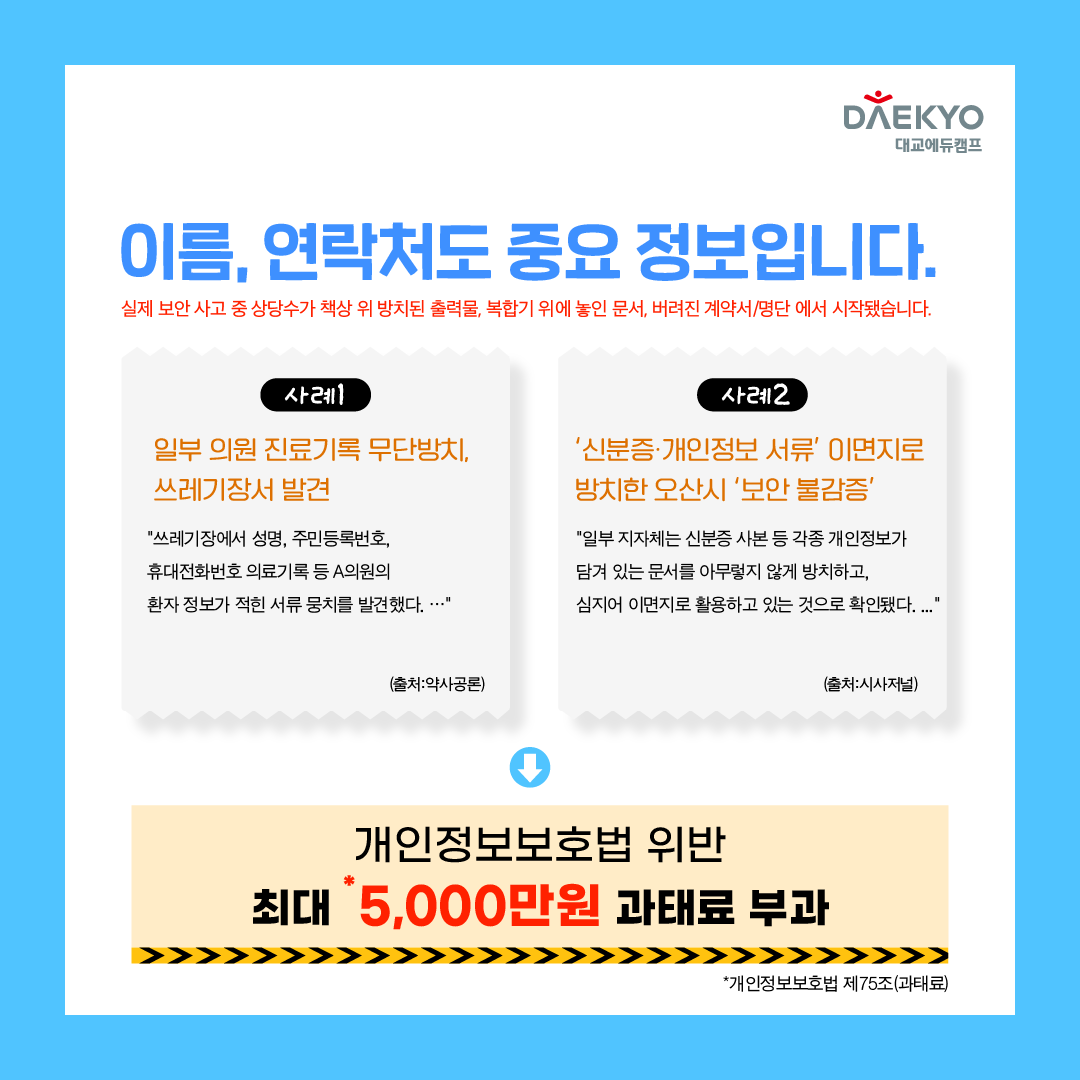 DAEKYO
대교에듀캠프
이름, 연락처도 중요 정보입니다.
실제 보안 사고 중 상당수가 책상 위 방치된 출력물, 복합기 위에 놓인 문서, 버려진 계약서/명단 에서 시작됐습니다.
사례1
일부 의원 진료기록 무단방치,
쓰레기장서 발견
"쓰레기장에서 성명, 주민등록번호,
휴대전화번호 의료기록 등 A의원의
환자 정보가 적힌 서류 뭉치를 발견했다. …"
(출처:약사공론)
사례2
‘신분증·개인정보 서류’ 이면지로
방치한 오산시 ‘보안 불감증’
"일부 지자체는 신분증 사본 등 각종 개인정보가
담겨 있는 문서를 아무렇지 않게 방치하고,
심지어 이면지로 활용하고 있는 것으로 확인됐다. ..."
(출처:시사저널)
개인정보보호법 위반
최대 *5,000만원 과태료 부과
*개인정보보호법 제75조(과태료)